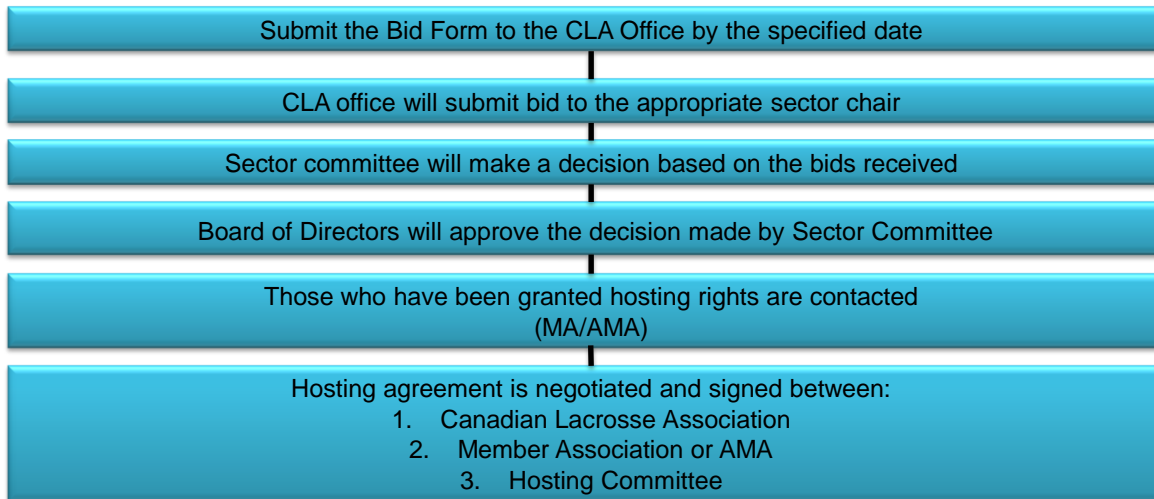 Submit the Bid Form to the CLA Office by the specified date
CLA office will submit bid to the appropriate sector chair
Sector committee will make a decision based on the bids received
Board of Directors will approve the decision made by Sector Committee
Those who have been granted hosting rights are contacted
(MA/AMA)
Hosting agreement is negotiated and signed between:
1. Canadian Lacrosse Association
2. Member Association or AMA
3. Hosting Committee